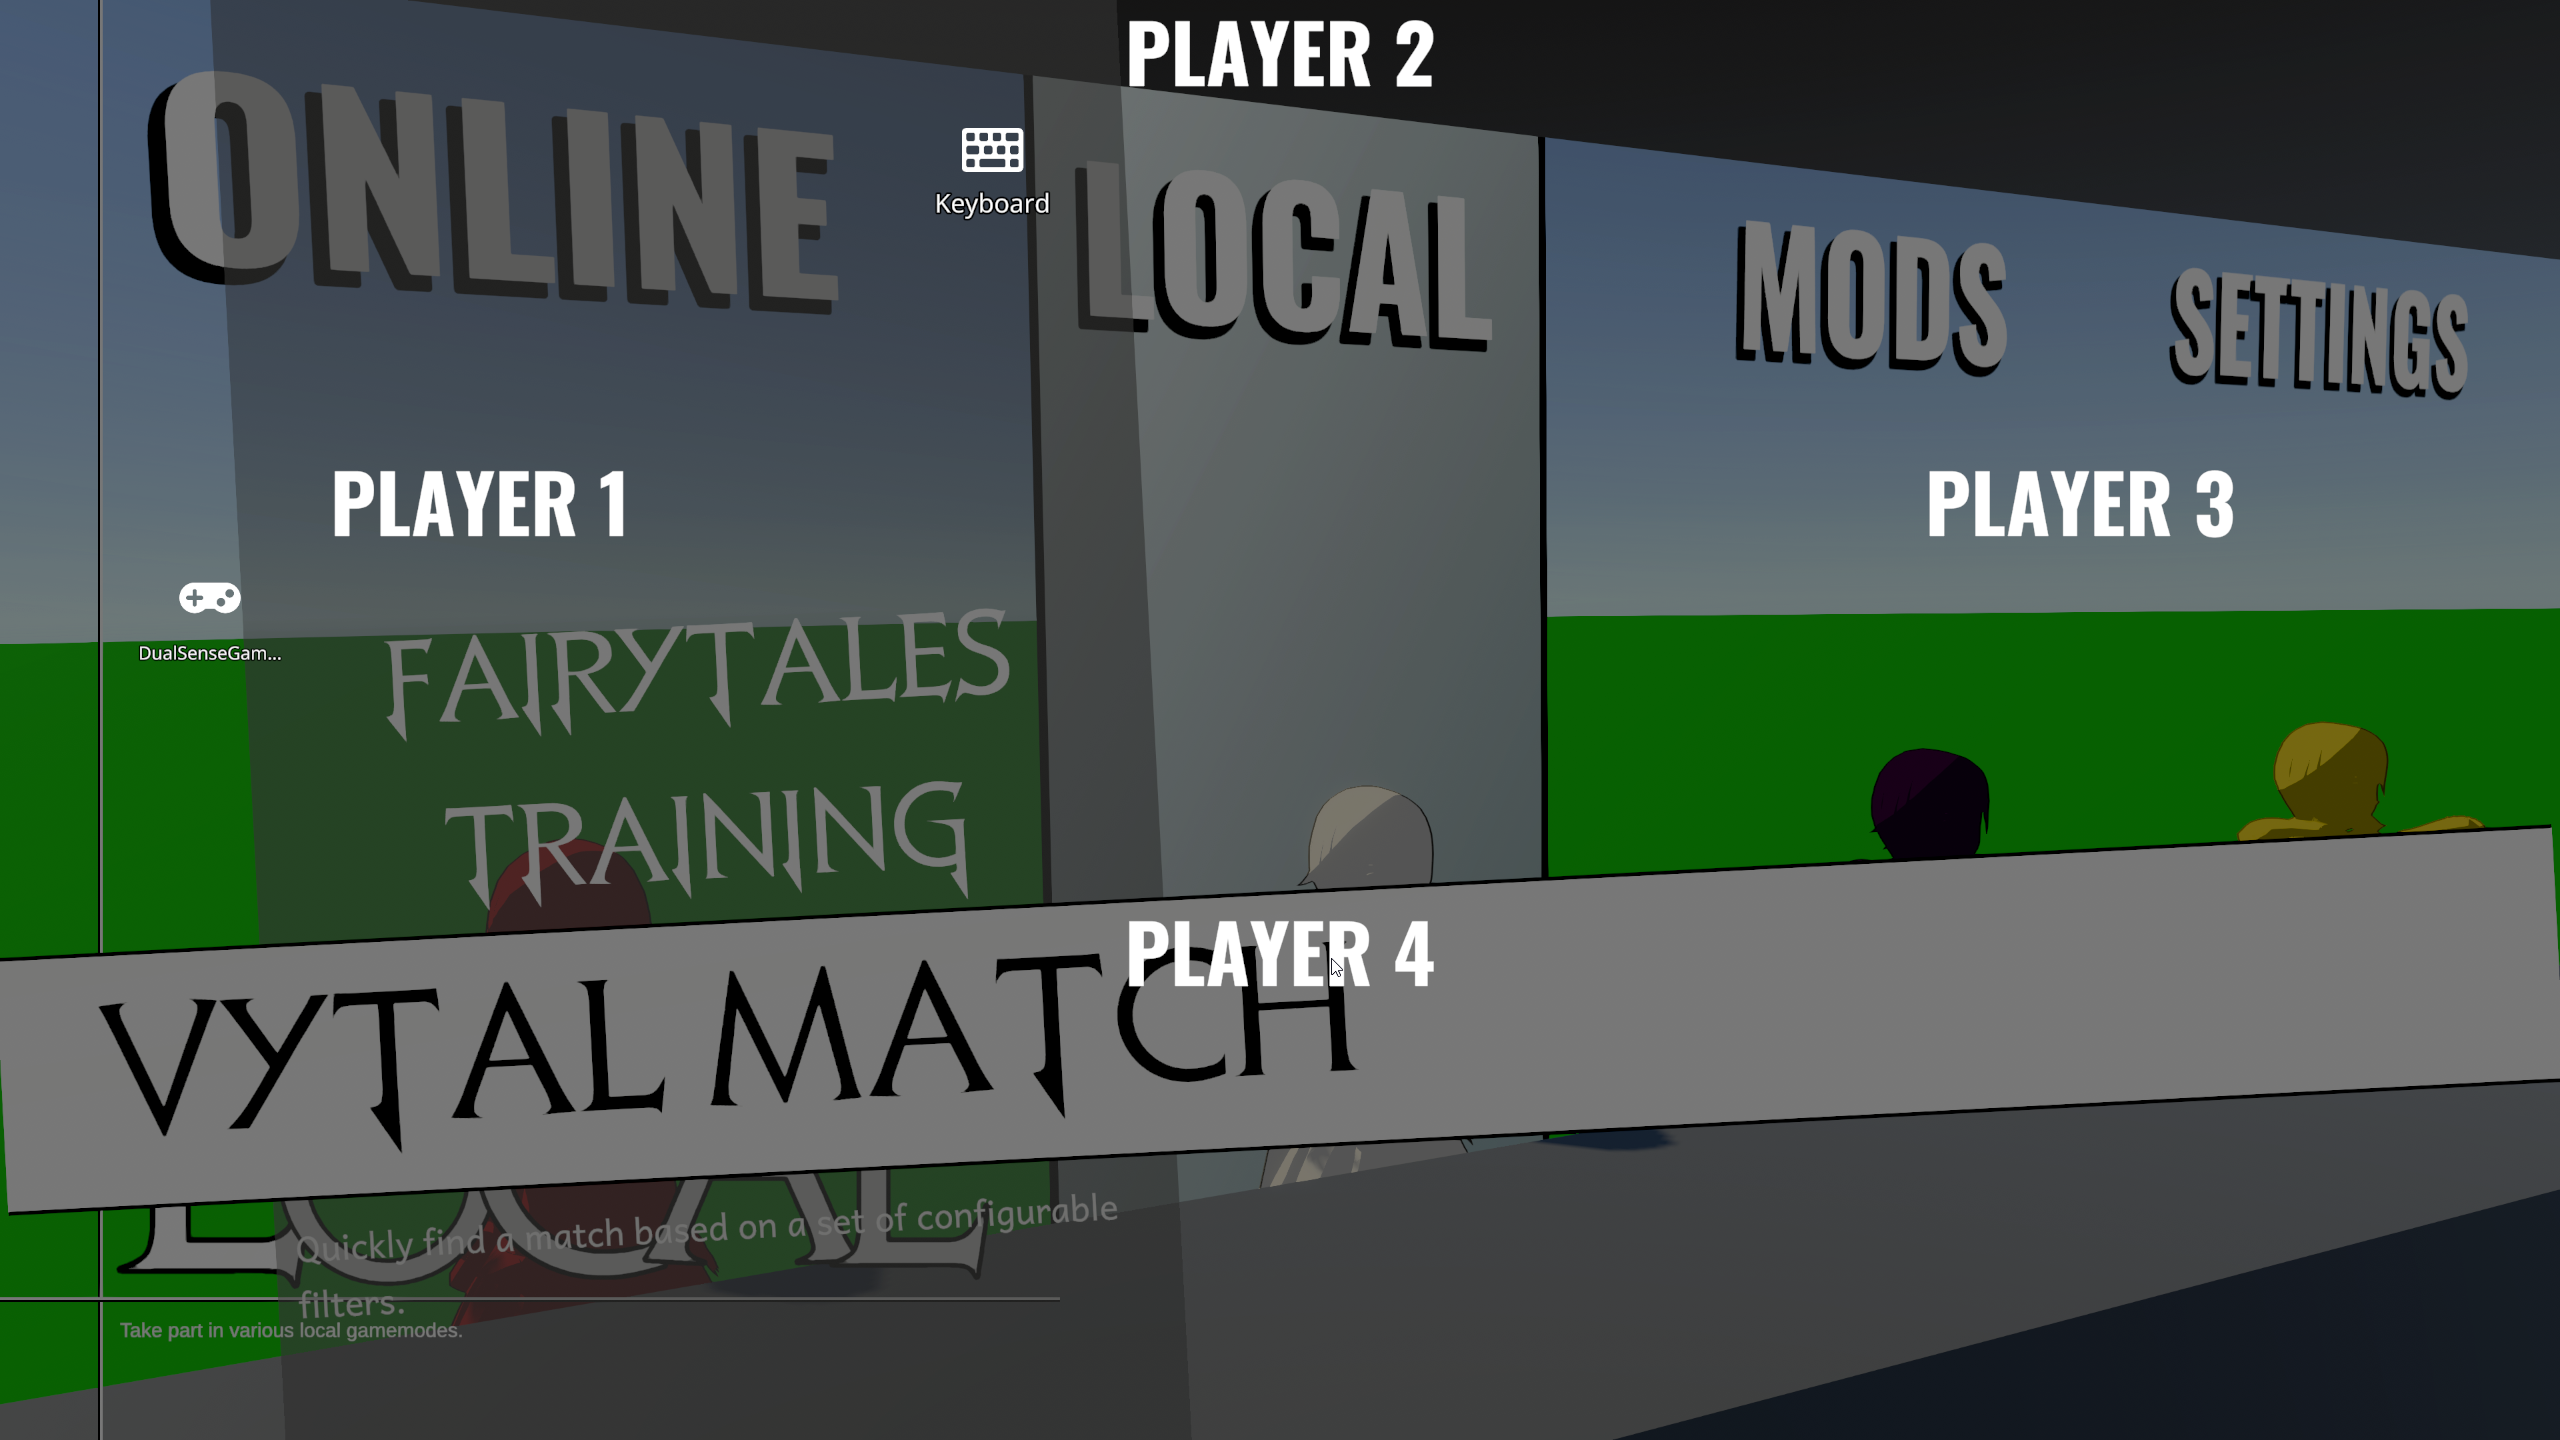 PLAYER 2
ONLINE
LOCAL
MODS
SETTINGS
Keyboard
PLAYER 1
PLAYER 3
DualSenseGam...
FAIRYTALES
TRAINING
PLAYER 4
VYTAL MATCH
LOCAL
Quickly find a match based on a set of configurable
filters.
Take part in various local gamemodes.